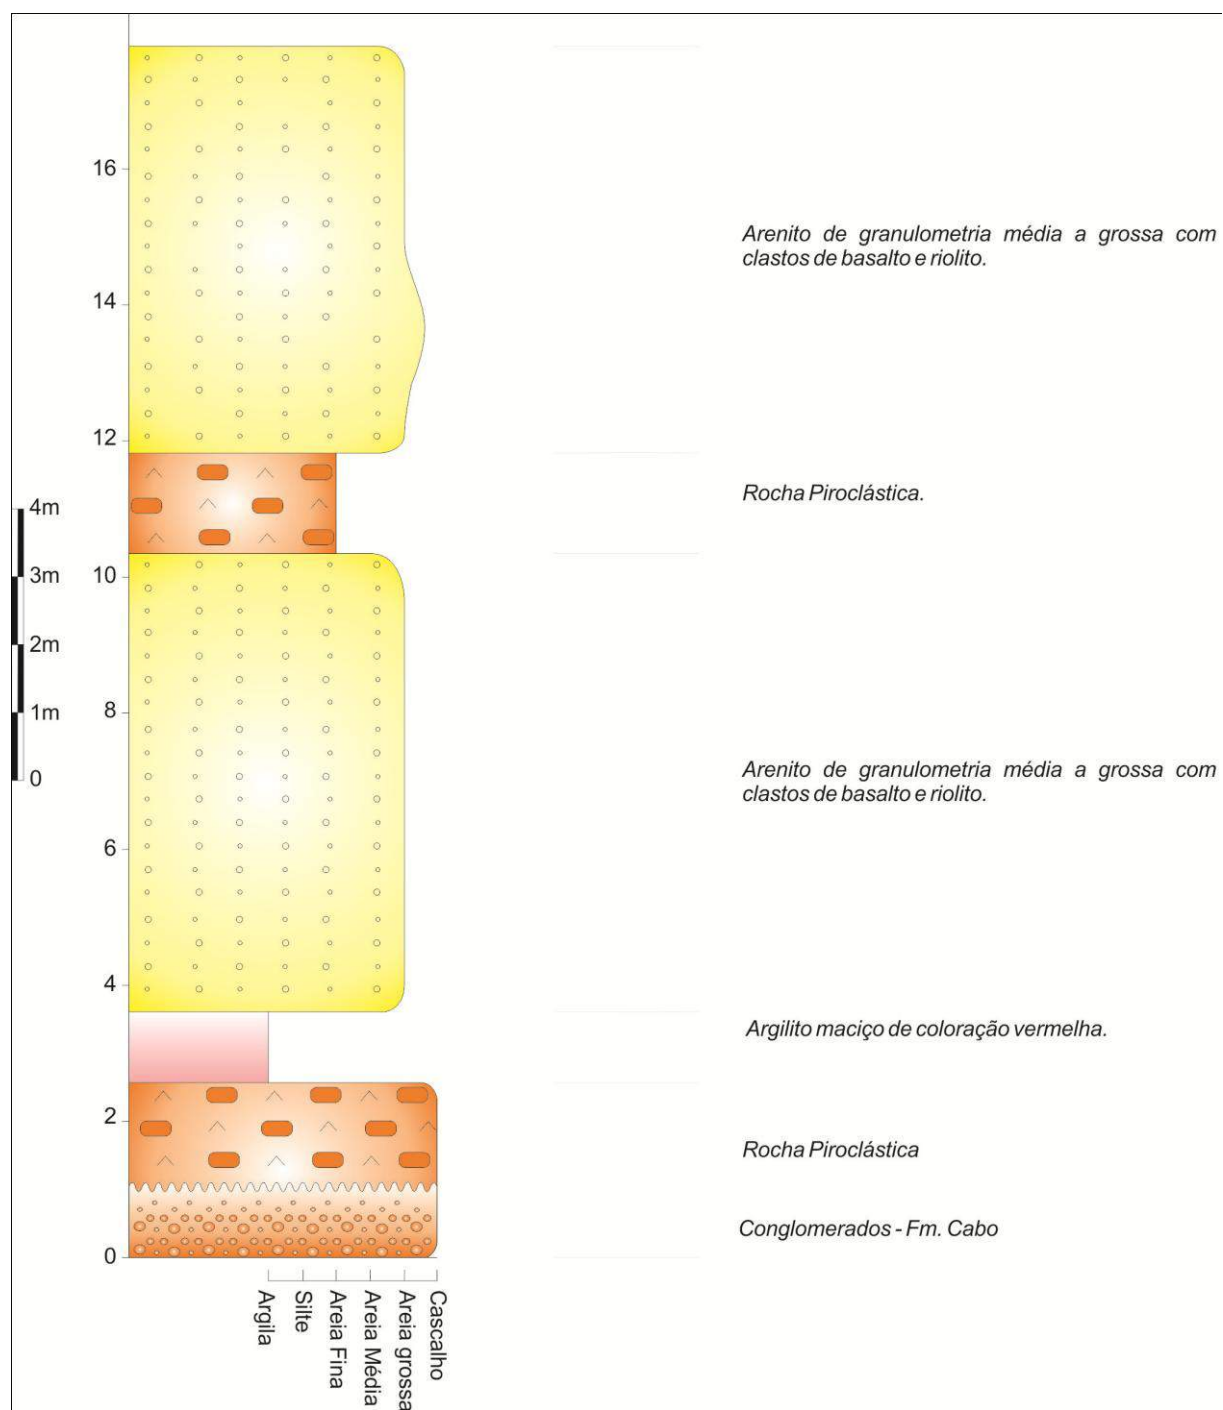 16
14
12
10
8
6
4
2
0
4m
3m
2m
1m
0
Arenito de granulometria média a grossa com
clastos de basalto e riolito.
Rocha Piroclástica.
Arenito de granulometria média a grossa com
clastos de basalto e riolito.
Argilito maciço de coloração vermelha.
Rocha Piroclástica
Conglomerados - Fm. Cabo
Argila
Silte
Areia Fina
Areia Média
Areia grossa
Cascalho